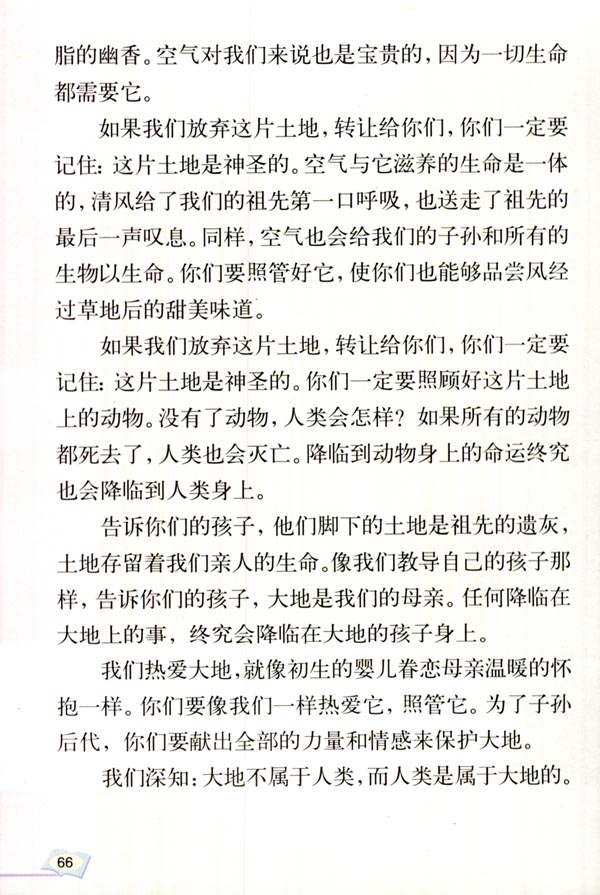 脂的幽香。空气对我们来说也是宝贵的，因为一切生命
都需要它。
如果我们放弃这片土地，转让给你们，你们一定要
记住：这片土地是神圣的。空气与它滋养的生命是一体
的，清风给了我们的祖先第一口呼吸，也送走了祖先的
最后一声叹息。同样，空气也会给我们的子孙和所有的
生物以生命。你们要照管好它，使你们也能够品尝风经
过草地后的甜美味道。
如果我们放弃这片土地，转让给你们，你们一定要
记住：这片土地是神圣的。你们一定要照顾好这片土地
上的动物。没有了动物，人类会怎样？如果所有的动物
都死去了，人类也会灭亡。降临到动物身上的命运终究
也会降临到人类身上。
告诉你们的孩子，他们脚下的土地是祖先的遗灰，
土地存留着我们亲人的生命。像我们教导自己的孩子那
样，告诉你们的孩子，大地是我们的母亲。任何降临在
大地上的事，终究会降临在大地的孩子身上。
我们热爱大地，就像初生的婴儿眷恋母亲温暖的怀
抱一样。你们要像我们一样热爱它，照管它。为了子孙
后代，你们要献出全部的力量和情感来保护大地。
我们深知：大地不属于人类，而人类是属于大地的。
66